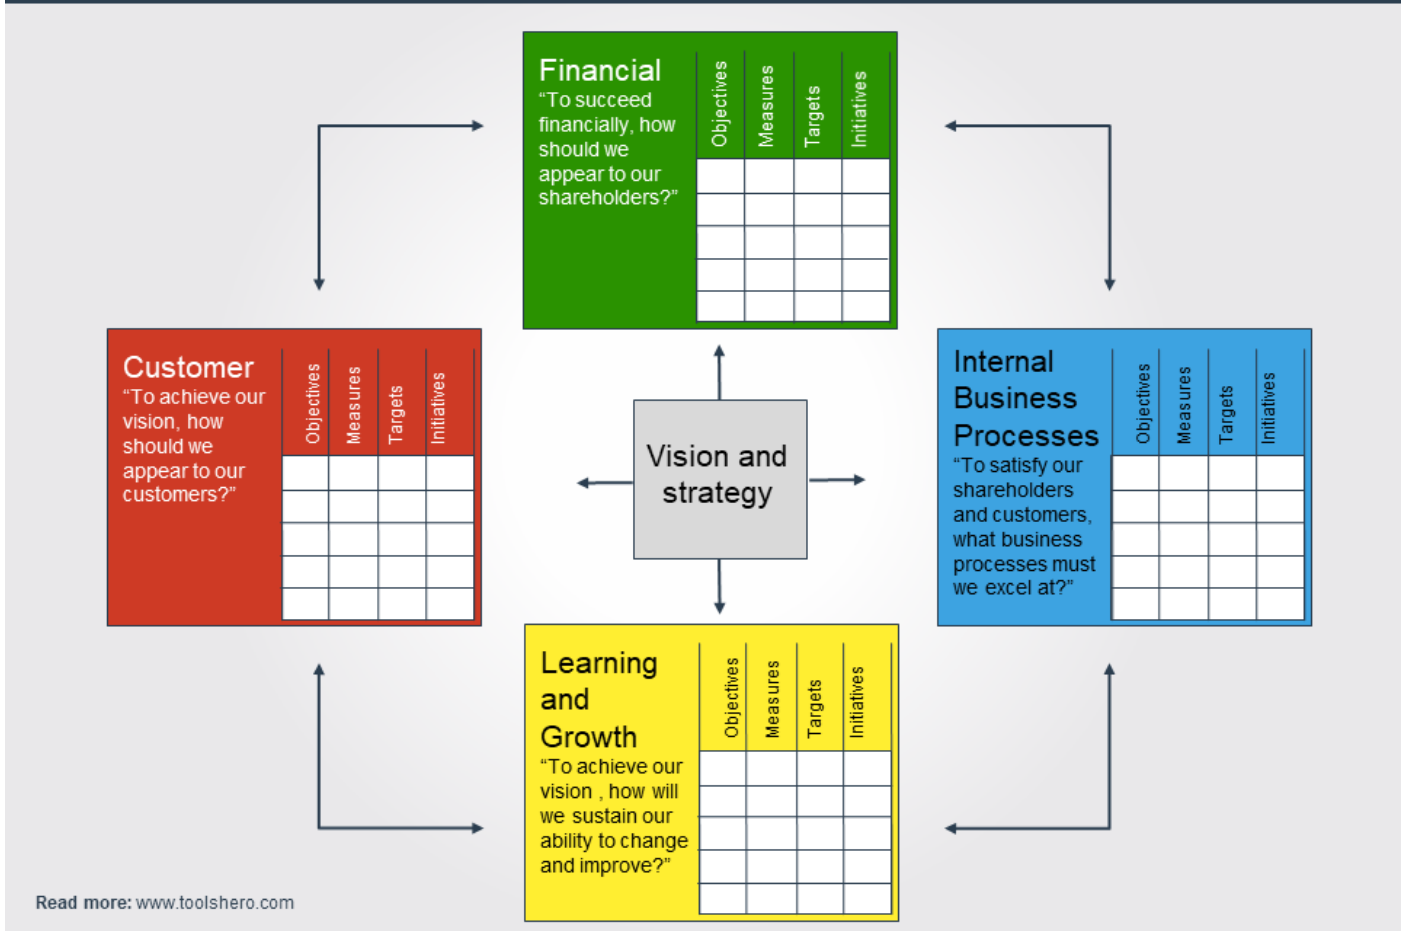 Financial
“To succeed
financially, how
should we
appear to our
shareholders?”
Objectives
Measures
Targets
Initiatives
Customer
“To achieve our
vision, how
should we
appear to our
customers?”
Objectives
Measures
Targets
Initiatives
Vision and
strategy
Internal
Business
Processes
“To satisfy our
shareholders
and customers,
what business
processes must
we excel at?”
Objectives
Measures
Targets
Initiatives
Learning
and
Growth
“To achieve our
vision , how will
we sustain our
ability to change
and improve?”
Objectives
Measures
Targets
Initiatives
Read more: www.toolshero.com